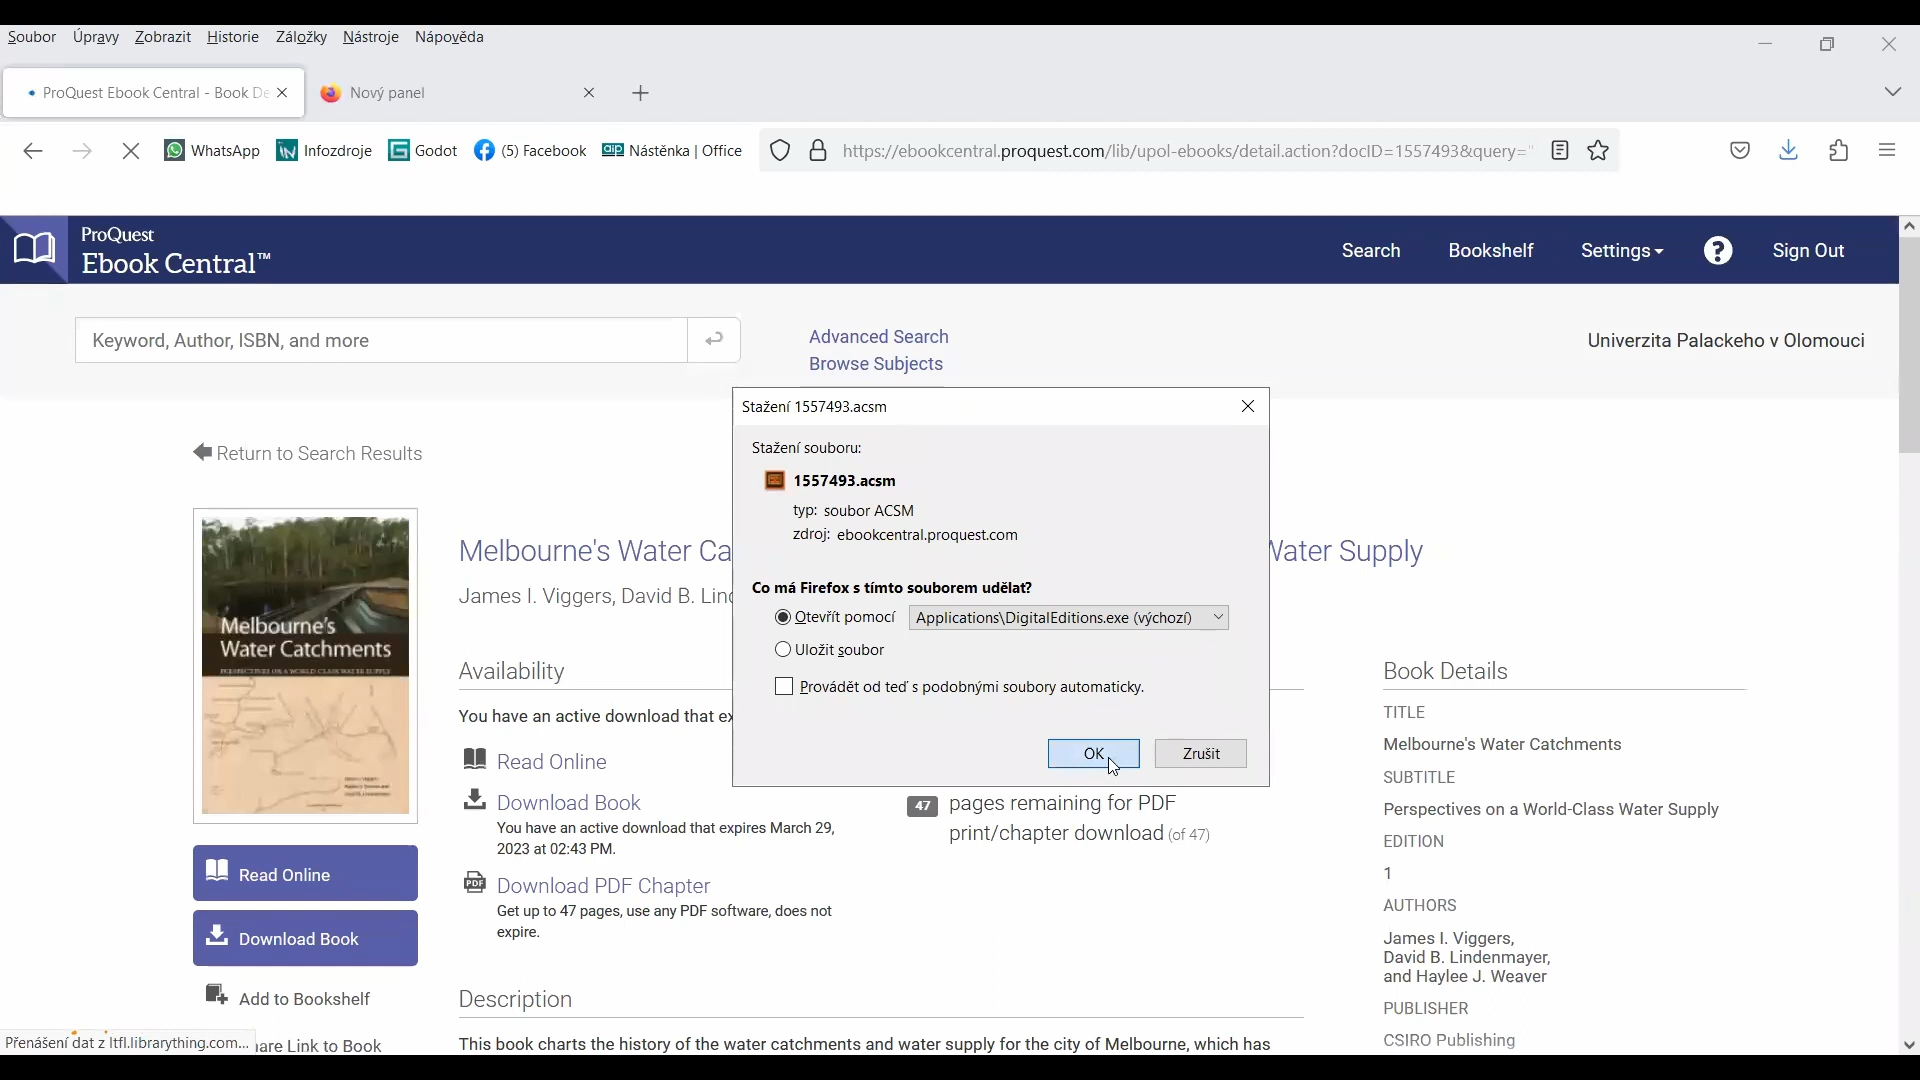 Soubor Úpravy Zobrazit Historie Záložky Nástroje Nápověda
ProQuest Ebook Central - Book De
Nový panel
WhatsApp Infozdroje Godot (5) Facebook Nástěnka | Office https://ebookcentral.proquest.com/lib/upol-ebooks/detail.action?docID=1557493&query="
ProQuest
Ebook Central™
Search Bookshelf Settings ? Sign Out
Keyword, Author, ISBN, and more
Advanced Search
Browse Subjects
Univerzita Palackeho v Olomouci
Stažení 1557493.acsm
Stažení souboru:
1557493.acsm
typ: soubor ACSM
zdroj: ebookcentral.proquest.com
Co má Firefox s tímto souborem udělat?
Otevřít pomocí Applications\DigitalEditions.exe (výchozí)
Uložit soubor
Provádět od teď s podobnými soubory automaticky.
OK Zrušit
Return to Search Results
Melbourne's
Water Catchments
PERSPECTIVES ON A WORLD-CLASS WATER SUPPLY
Read Online
Download Book
Add to Bookshelf
are Link to Book
Přenášení dat z ltfl.librarything.com...
Melbourne's Water Ca
Water Supply
James I. Viggers, David B. Lin
Availability
You have an active download that ex
Read Online
Download Book
You have an active download that expires March 29,
2023 at 02:43 PM.
PDF Download PDF Chapter
Get up to 47 pages, use any PDF software, does not
expire.
47 pages remaining for PDF
print/chapter download (of 47)
Description
This book charts the history of the water catchments and water supply for the city of Melbourne, which has
Book Details
TITLE
Melbourne's Water Catchments
SUBTITLE
Perspectives on a World-Class Water Supply
EDITION
1
AUTHORS
James I. Viggers,
David B. Lindenmayer,
and Haylee J. Weaver
PUBLISHER
CSIRO Publishing